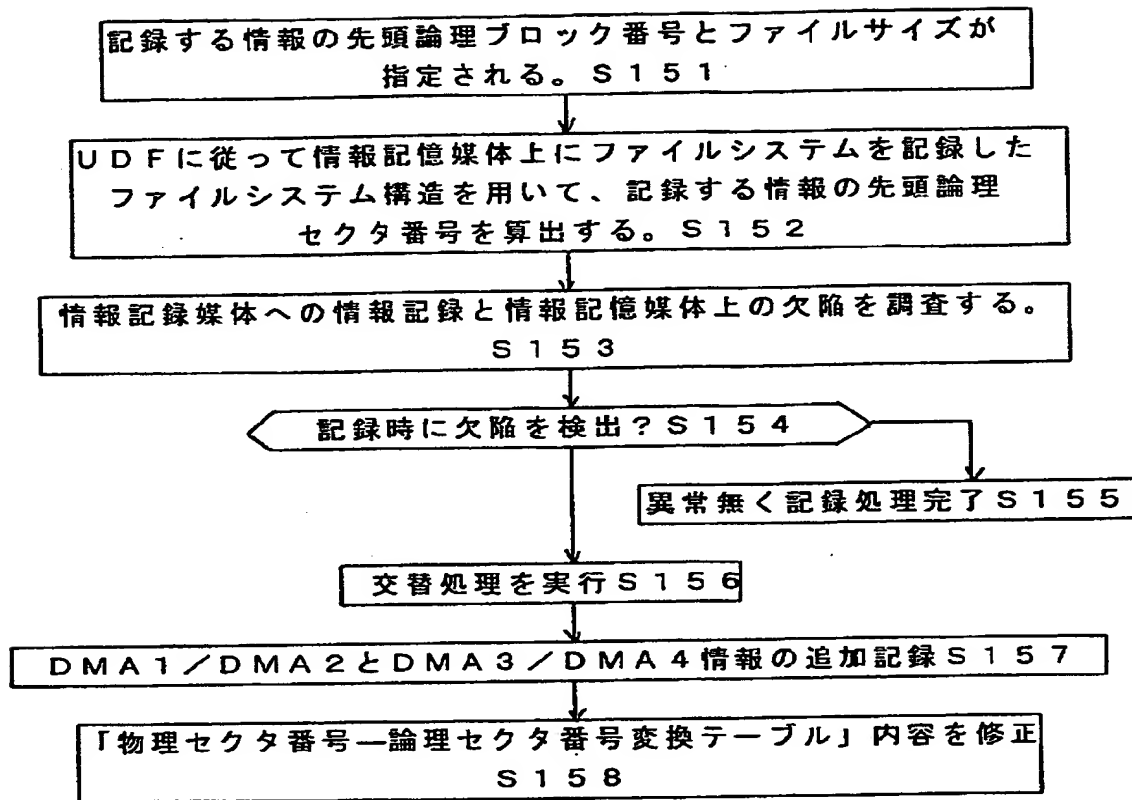 記録する情報の先頭論理ブロック番号とファイルサイズが
指定される。S151
UDFに従って情報記憶媒体上にファイルシステムを記録した
ファイルシステム構造を用いて、記録する情報の先頭論理
セクタ番号を算出する。S152
情報記録媒体への情報記録と情報記憶媒体上の欠陥を調査する。
S153
記録時に欠陥を検出?S154
異常無く記録処理完了S155
交替処理を実行S156
DMA1/DMA2とDMA3/DMA4情報の追加記録S157
「物理セクタ番号―論理セクタ番号変換テーブル」内容を修正
S158